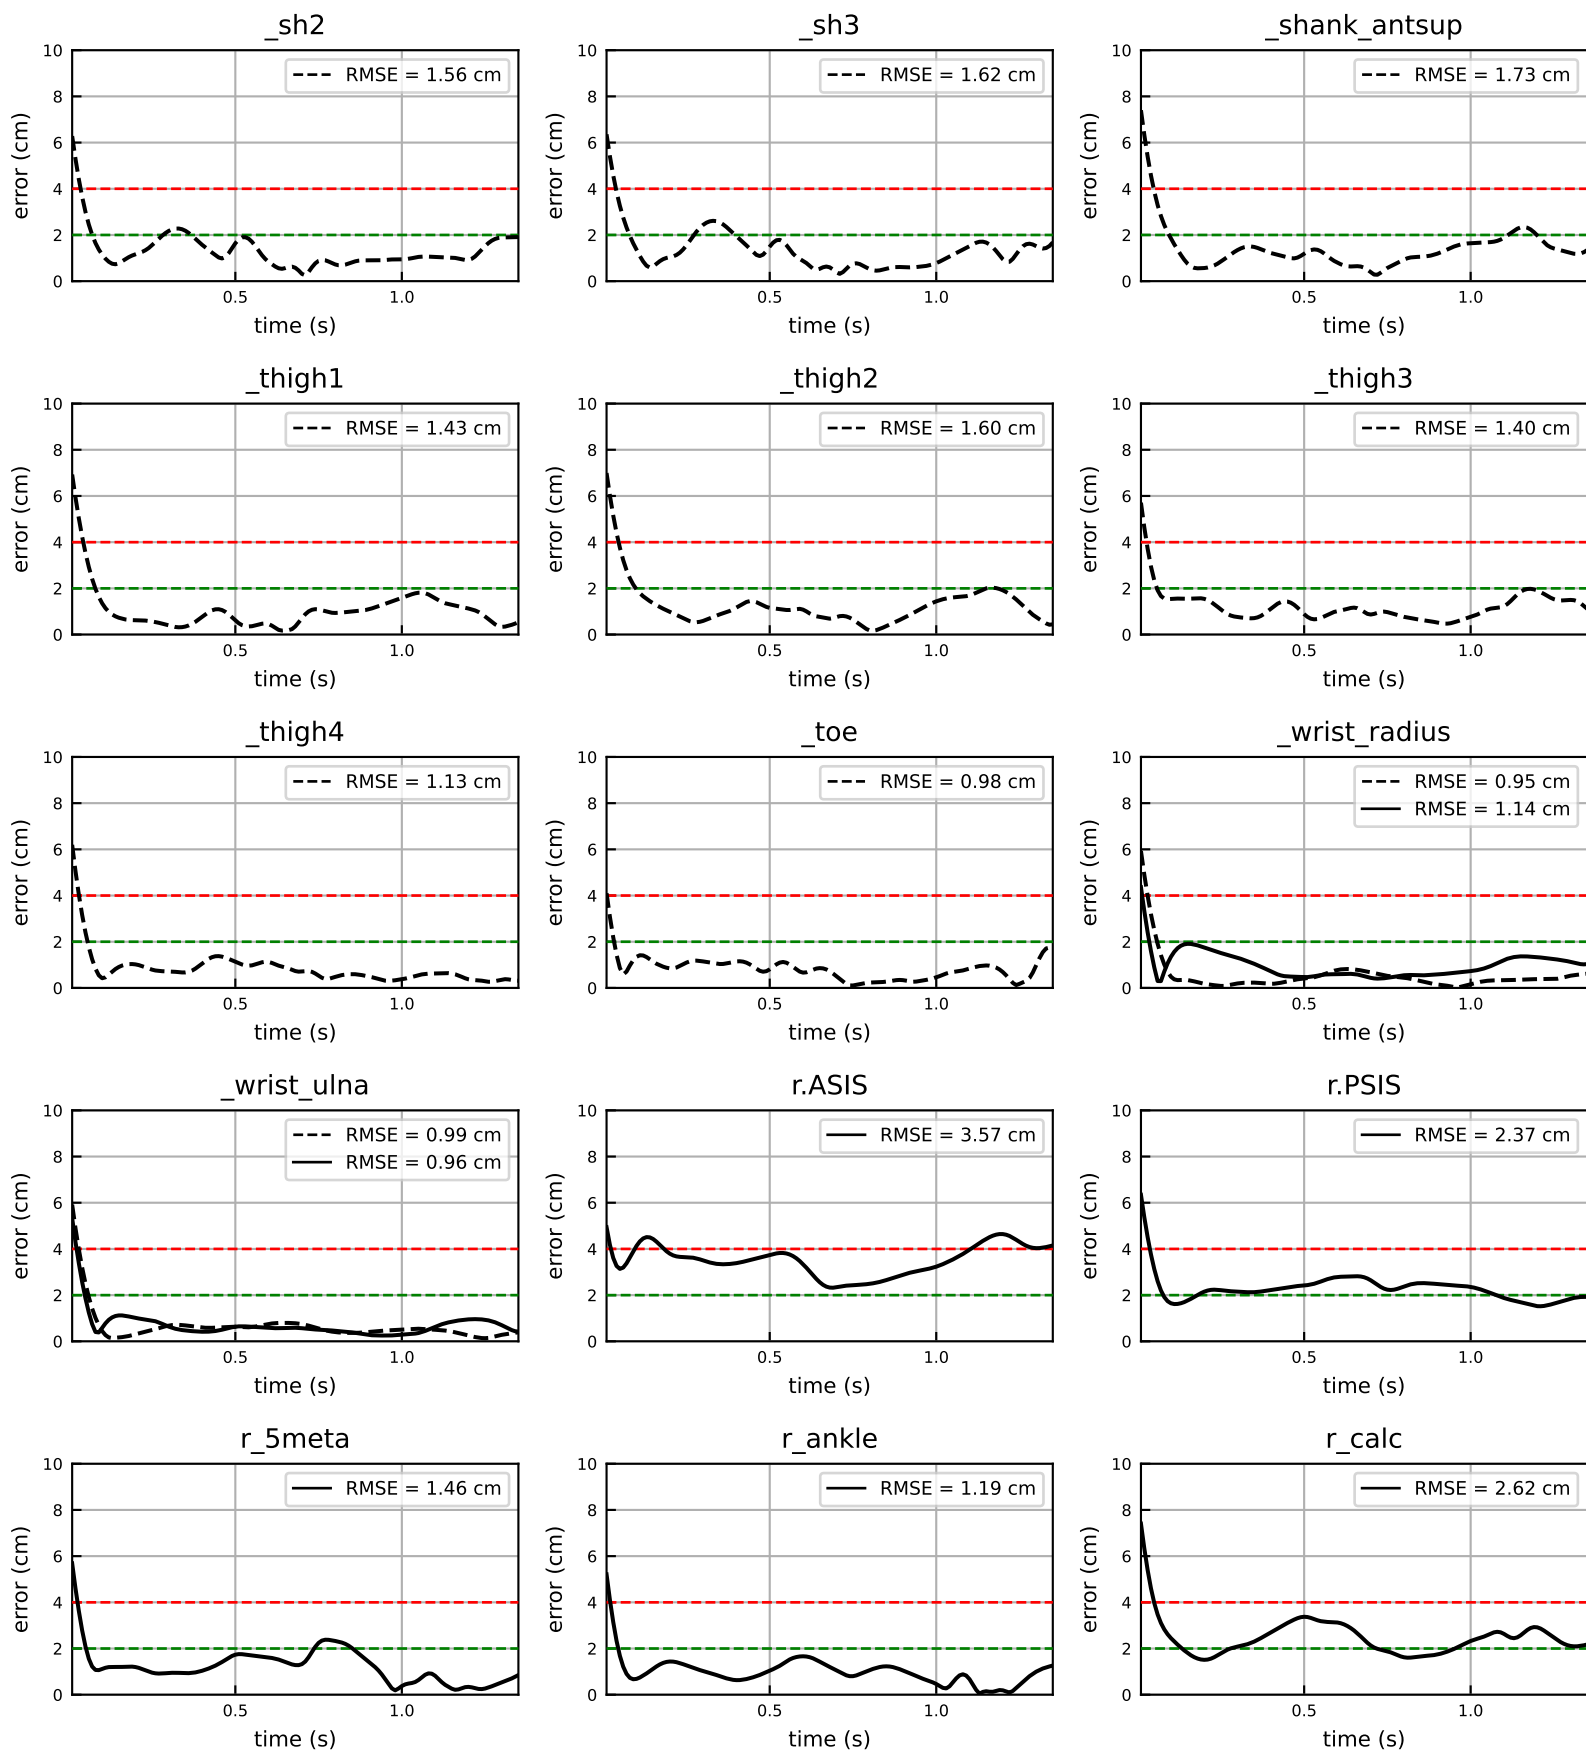 _sh2
_sh3
_shank_antsup
10
8
6
4
2
0
error (cm)
RMSE = 1.56 cm
0.5
1.0
time (s)
10
8
6
4
2
0
error (cm)
RMSE = 1.62 cm
0.5
1.0
time (s)
10
8
6
4
2
0
error (cm)
RMSE = 1.73 cm
0.5
1.0
time (s)
_thigh1
_thigh2
_thigh3
10
8
6
4
2
0
error (cm)
RMSE = 1.43 cm
0.5
1.0
time (s)
10
8
6
4
2
0
error (cm)
RMSE = 1.60 cm
0.5
1.0
time (s)
10
8
6
4
2
0
error (cm)
RMSE = 1.40 cm
0.5
1.0
time (s)
_thigh4
_toe
_wrist_radius
10
8
6
4
2
0
error (cm)
RMSE = 1.13 cm
0.5
1.0
time (s)
10
8
6
4
2
0
error (cm)
RMSE = 0.98 cm
0.5
1.0
time (s)
10
8
6
4
2
0
error (cm)
RMSE = 0.95 cm
RMSE = 1.14 cm
0.5
1.0
time (s)
_wrist_ulna
r.ASIS
r.PSIS
10
8
6
4
2
0
error (cm)
RMSE = 0.99 cm
RMSE = 0.96 cm
0.5
1.0
time (s)
10
8
6
4
2
0
error (cm)
RMSE = 3.57 cm
0.5
1.0
time (s)
10
8
6
4
2
0
error (cm)
RMSE = 2.37 cm
0.5
1.0
time (s)
r_5meta
r_ankle
r_calc
10
8
6
4
2
0
error (cm)
RMSE = 1.46 cm
0.5
1.0
time (s)
10
8
6
4
2
0
error (cm)
RMSE = 1.19 cm
0.5
1.0
time (s)
10
8
6
4
2
0
error (cm)
RMSE = 2.62 cm
0.5
1.0
time (s)